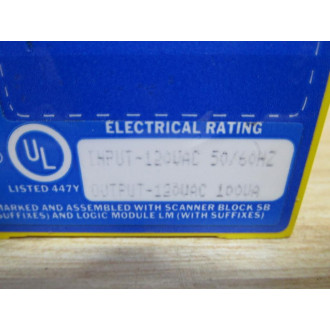 ELECTRICAL RATING
UL
INPUT-120VAC 50/60HZ
LISTED 447Y
OUTPUT-120VAC 100VA
MARKED AND ASSEMBLED WITH SCANNER BLOCK SB
SUFFIXES) AND LOGIC MODULE LM (WITH SUFFIXES)